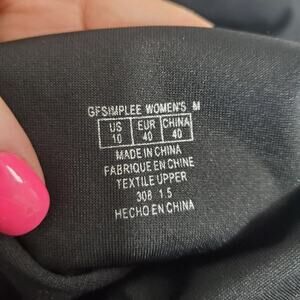 GFSIMPLEE WOMEN'S M
US EUR CHINA
10 40 40
MADE IN CHINA
FABRIQUE EN CHINE
TEXTILE UPPER
308 1.5
HECHO EN CHINA